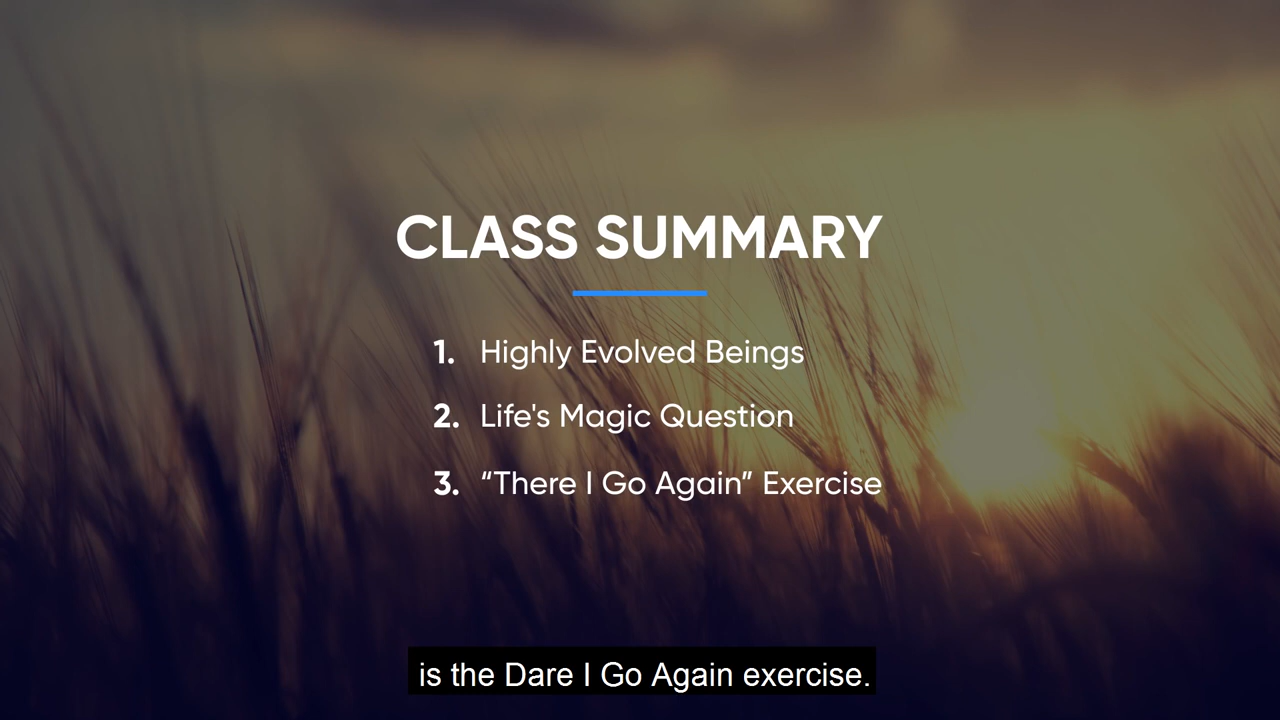 CLASS SUMMARY
1. Highly Evolved Beings
2. Life's Magic Question
3. “There I Go Again” Exercise
is the Dare I Go Again exercise.